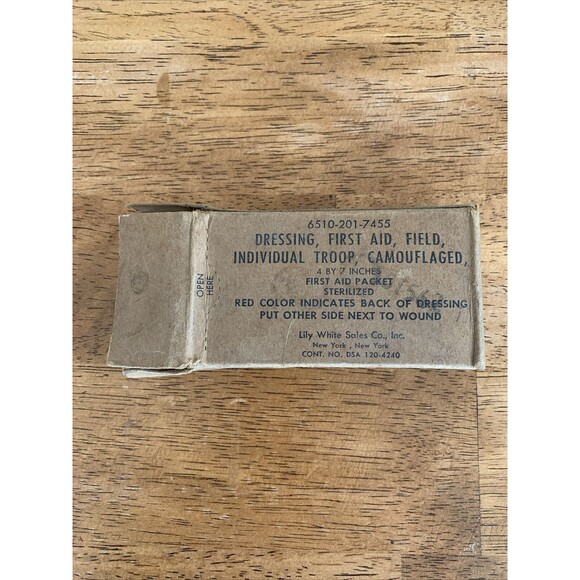 6510-201-7455
DRESSING, FIRST AID, FIELD,
INDIVIDUAL TROOP, CAMOUFLAGED,
4 BY 7 INCHES
FIRST AID PACKET
STERILIZED
RED COLOR INDICATES BACK OF DRESSING
PUT OTHER SIDE NEXT TO WOUND
Lily White Sales Co., Inc.
New York , New York
CONT. NO. DSA 120-4240
OPEN
HERE